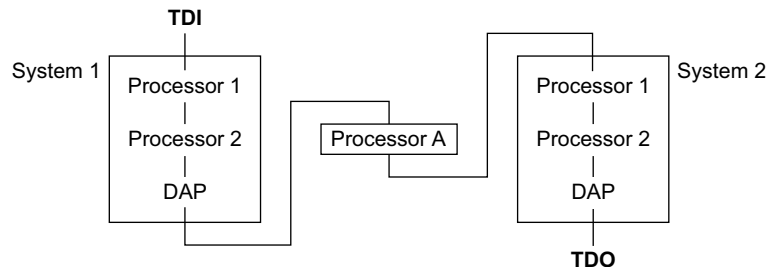 TDI
System 1
Processor 1
Processor 2
DAP
Processor A
System 2
Processor 1
Processor 2
DAP
TDO